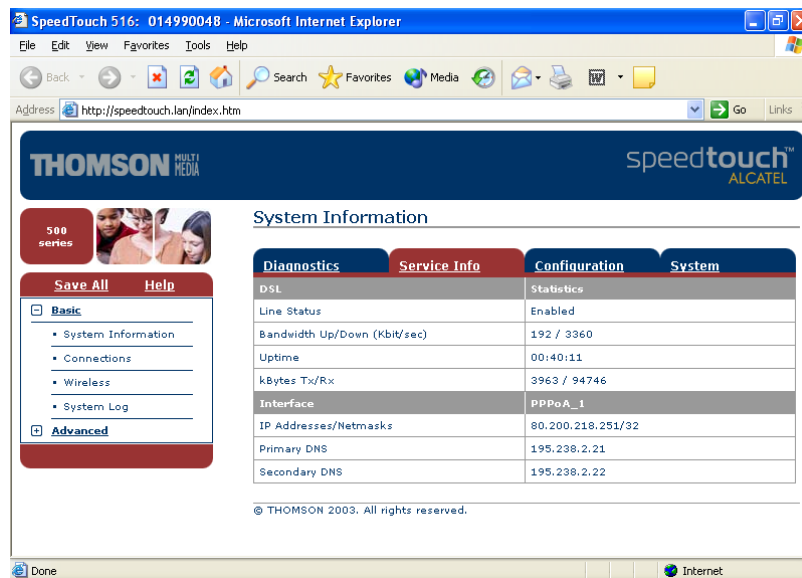 SpeedTouch 516: 014990048 - Microsoft Internet Explorer
File Edit View Favorites Tools Help
Back Search Favorites Media
Address http://speedtouch.lan/index.htm Go Links
THOMSON MULTI MEDIA
speedtouch™
ALCATEL
500 series
System Information
Diagnostics Service Info Configuration System
Save All Help
Basic
System Information
Connections
Wireless
System Log
Advanced
DSL Statistics
Line Status Enabled
Bandwidth Up/Down (Kbit/sec) 192 / 3360
Uptime 00:40:11
kBytes Tx/Rx 3963 / 94746
Interface PPPoA_1
IP Addresses/Netmasks 80.200.218.251/32
Primary DNS 195.238.2.21
Secondary DNS 195.238.2.22
© THOMSON 2003. All rights reserved.
Done Internet